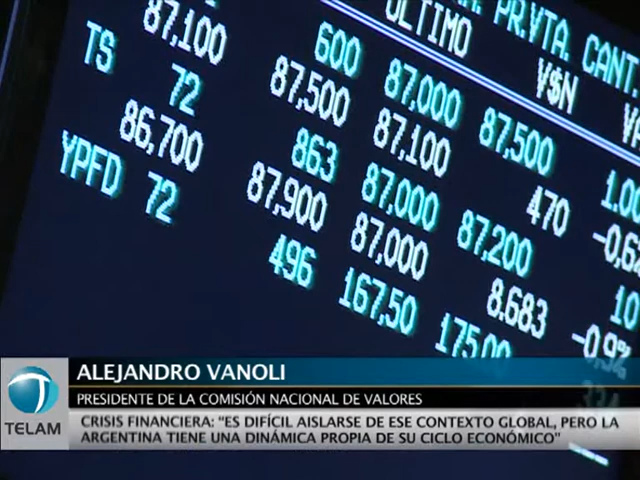 ÚLTIMO PR.VTA. CANT.
V$N
600 87,000 87,500
87,100 87,500 87,100 470
TS 72 863 87,000 87,200 10
86,700 87,900 87,000 8.683
YPFD 72 496 167,50 175,00
ALEJANDRO VANOLI
PRESIDENTE DE LA COMISIÓN NACIONAL DE VALORES
TELAM
CRISIS FINANCIERA: "ES DIFÍCIL AISLARSE DE ESE CONTEXTO GLOBAL, PERO LA
ARGENTINA TIENE UNA DINÁMICA PROPIA DE SU CICLO ECONÓMICO"